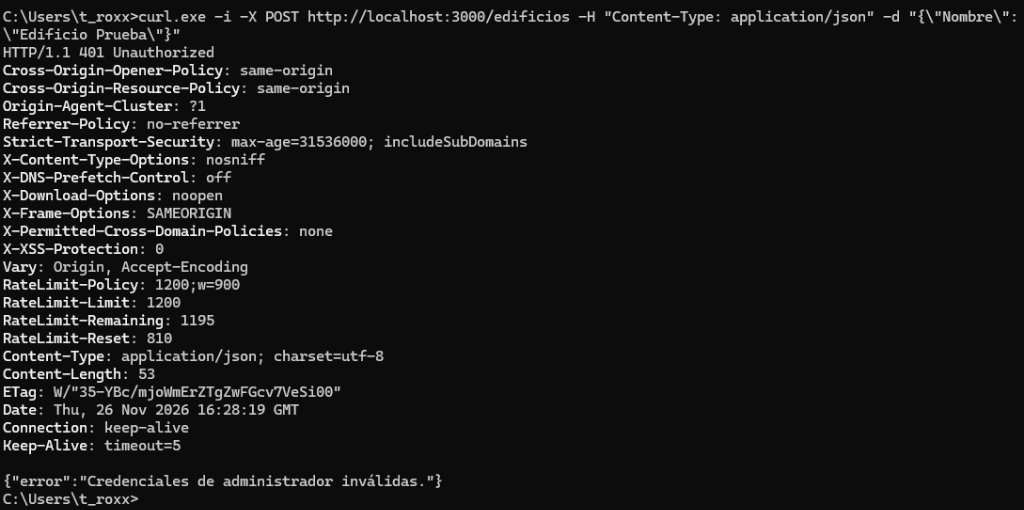 C:\Users\t_roxx>curl.exe -i -X POST http://localhost:3000/edificios -H "Content-Type: application/json" -d "{\"Nombre\":
\"Edificio Prueba\"}"
HTTP/1.1 401 Unauthorized
Cross-Origin-Opener-Policy: same-origin
Cross-Origin-Resource-Policy: same-origin
Origin-Agent-Cluster: ?1
Referrer-Policy: no-referrer
Strict-Transport-Security: max-age=31536000; includeSubDomains
X-Content-Type-Options: nosniff
X-DNS-Prefetch-Control: off
X-Download-Options: noopen
X-Frame-Options: SAMEORIGIN
X-Permitted-Cross-Domain-Policies: none
X-XSS-Protection: 0
Vary: Origin, Accept-Encoding
RateLimit-Policy: 1200;w=900
RateLimit-Limit: 1200
RateLimit-Remaining: 1195
RateLimit-Reset: 810
Content-Type: application/json; charset=utf-8
Content-Length: 53
ETag: W/"35-YBc/mjoWmErZTgZwFGcv7VeSi00"
Date: Thu, 26 Nov 2026 16:28:19 GMT
Connection: keep-alive
Keep-Alive: timeout=5
{"error":"Credenciales de administrador inválidas."}
C:\Users\t_roxx>